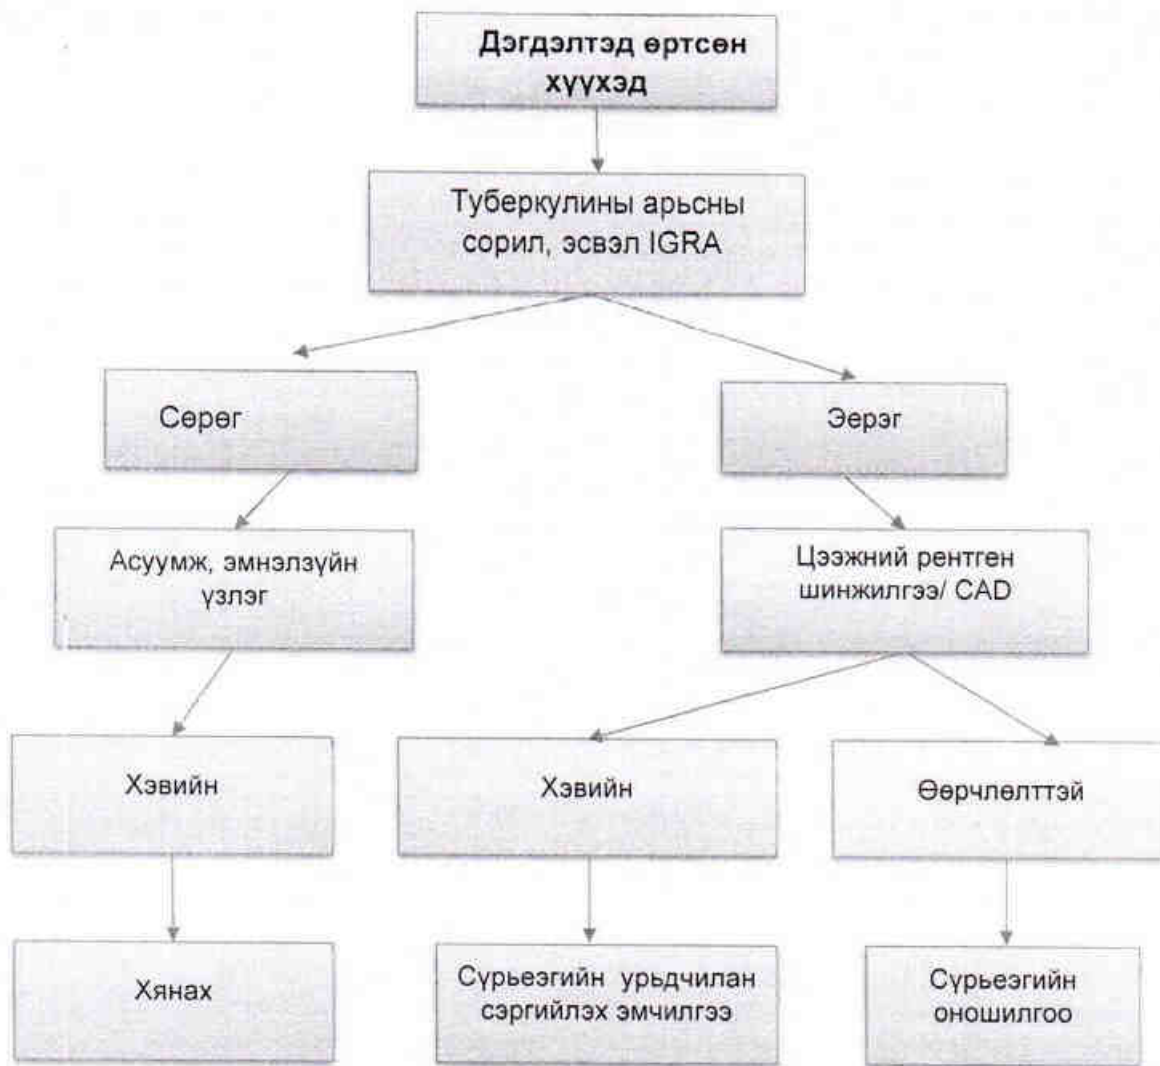 Дэгдэлтэд өртсөн
хүүхэд
Туберкулины арьсны
сорил, эсвэл IGRA
Сөрөг
Эерэг
Асуумж, эмнэлзүйн
үзлэг
Цээжний рентген
шинжилгээ/ CAD
Хэвийн
Хэвийн
Өөрчлөлттэй
Хянах
Сүрьеэгийн урьдчилан
сэргийлэх эмчилгээ
Сүрьеэгийн
оношилгоо